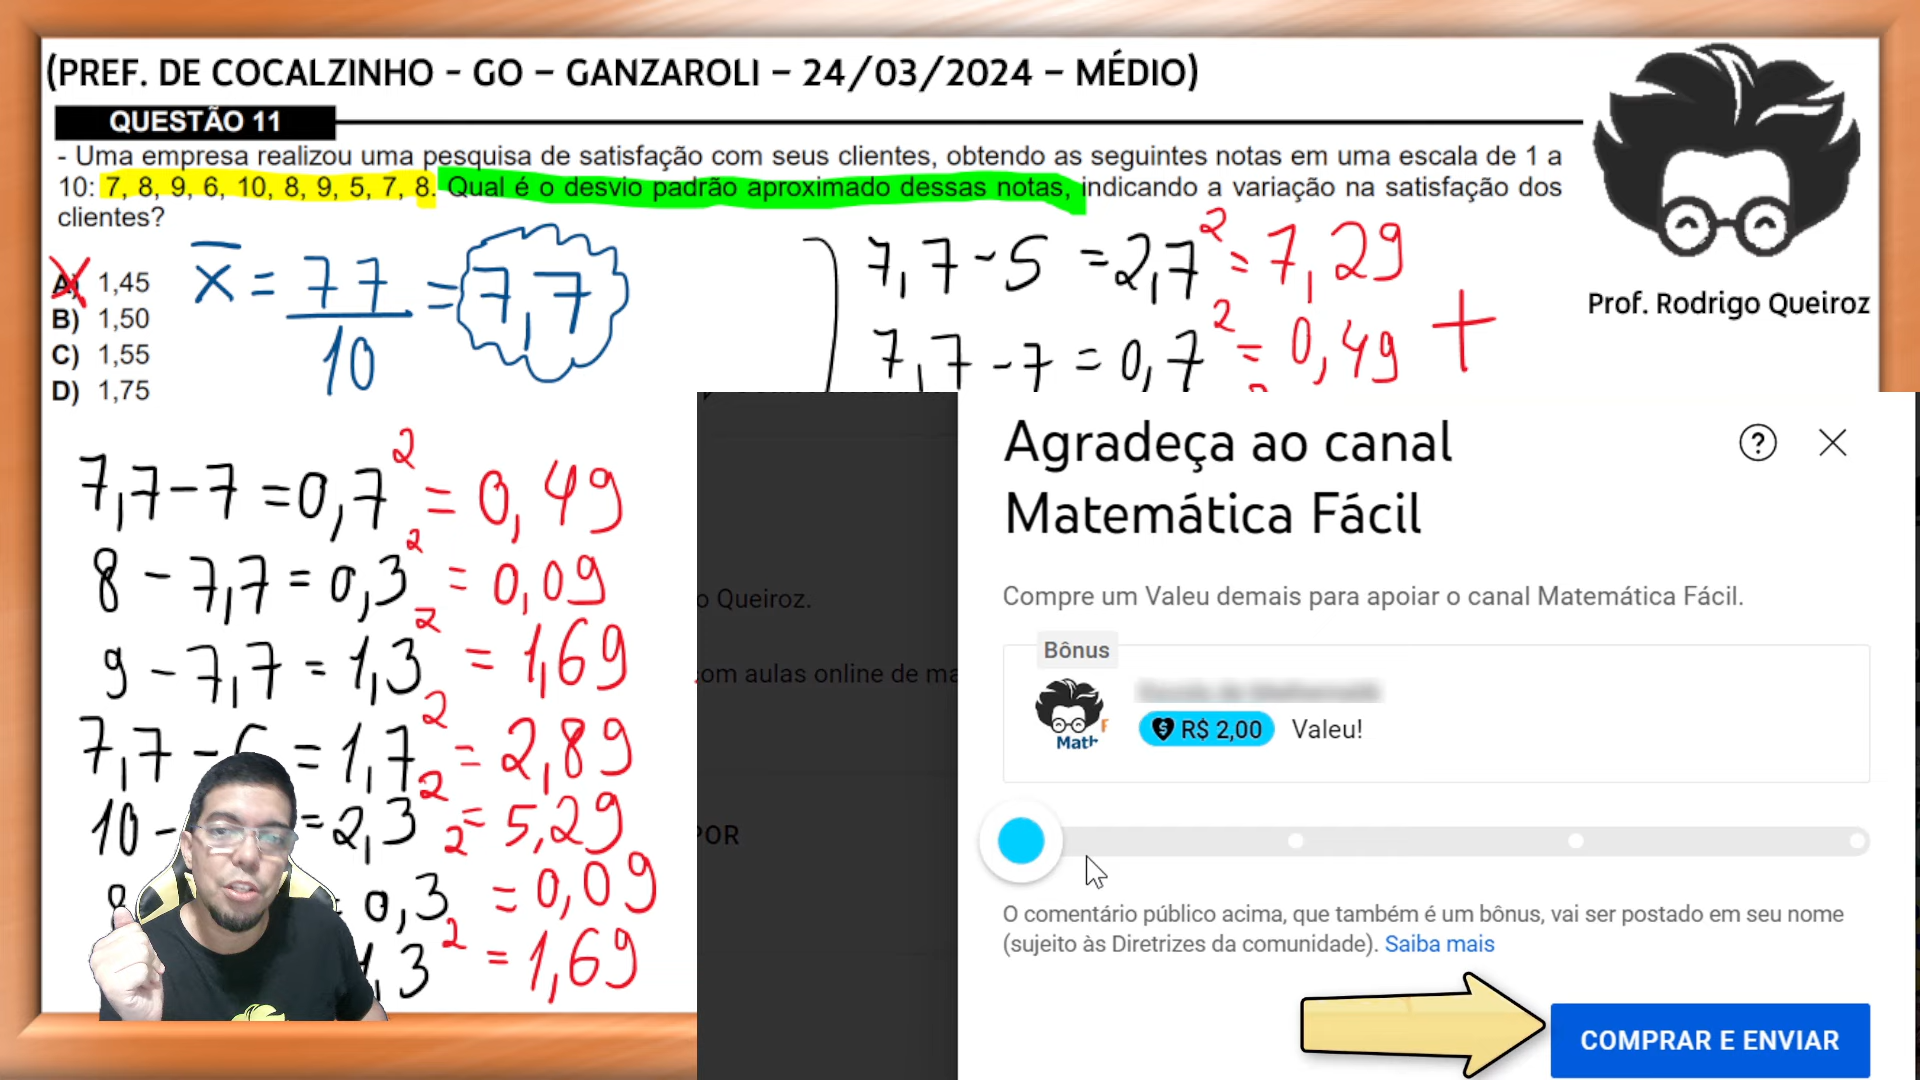 (PREF. DE COCALZINHO - GO – GANZAROLI – 24/03/2024 – MÉDIO)
QUESTÃO 11
- Uma empresa realizou uma pesquisa de satisfação com seus clientes, obtendo as seguintes notas em uma escala de 1 a
10: 7, 8, 9, 6, 10, 8, 9, 5, 7, 8. Qual é o desvio padrão aproximado dessas notas, indicando a variação na satisfação dos
clientes?
A) 1,45
B) 1,50
C) 1,55
D) 1,75
x̅ = 77/10 = 7,7
7,7 - 5 = 2,7² = 7,29
7,7 - 7 = 0,7² = 0,49
+
Prof. Rodrigo Queiroz
7,7 - 7 = 0,7² = 0,49
8 - 7,7 = 0,3² = 0,09
9 - 7,7 = 1,3² = 1,69
7,7 - 6 = 1,7² = 2,89
10 - = 2,3² = 5,29
8 0,3² = 0,09
1,3² = 1,69
o Queiroz.
om aulas online de ma
POR
Agradeça ao canal
Matemática Fácil
?
Compre um Valeu demais para apoiar o canal Matemática Fácil.
Bônus
Math
R$ 2,00 Valeu!
O comentário público acima, que também é um bônus, vai ser postado em seu nome
(sujeito às Diretrizes da comunidade). Saiba mais
COMPRAR E ENVIAR